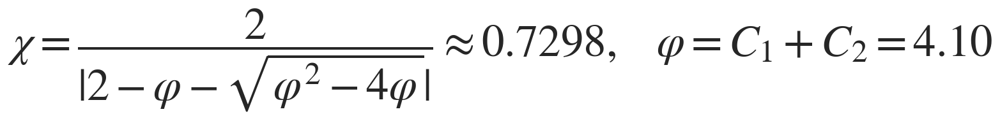 χ = 2 / |2 − φ − √(φ² − 4φ)| ≈ 0.7298, φ = C₁ + C₂ = 4.10